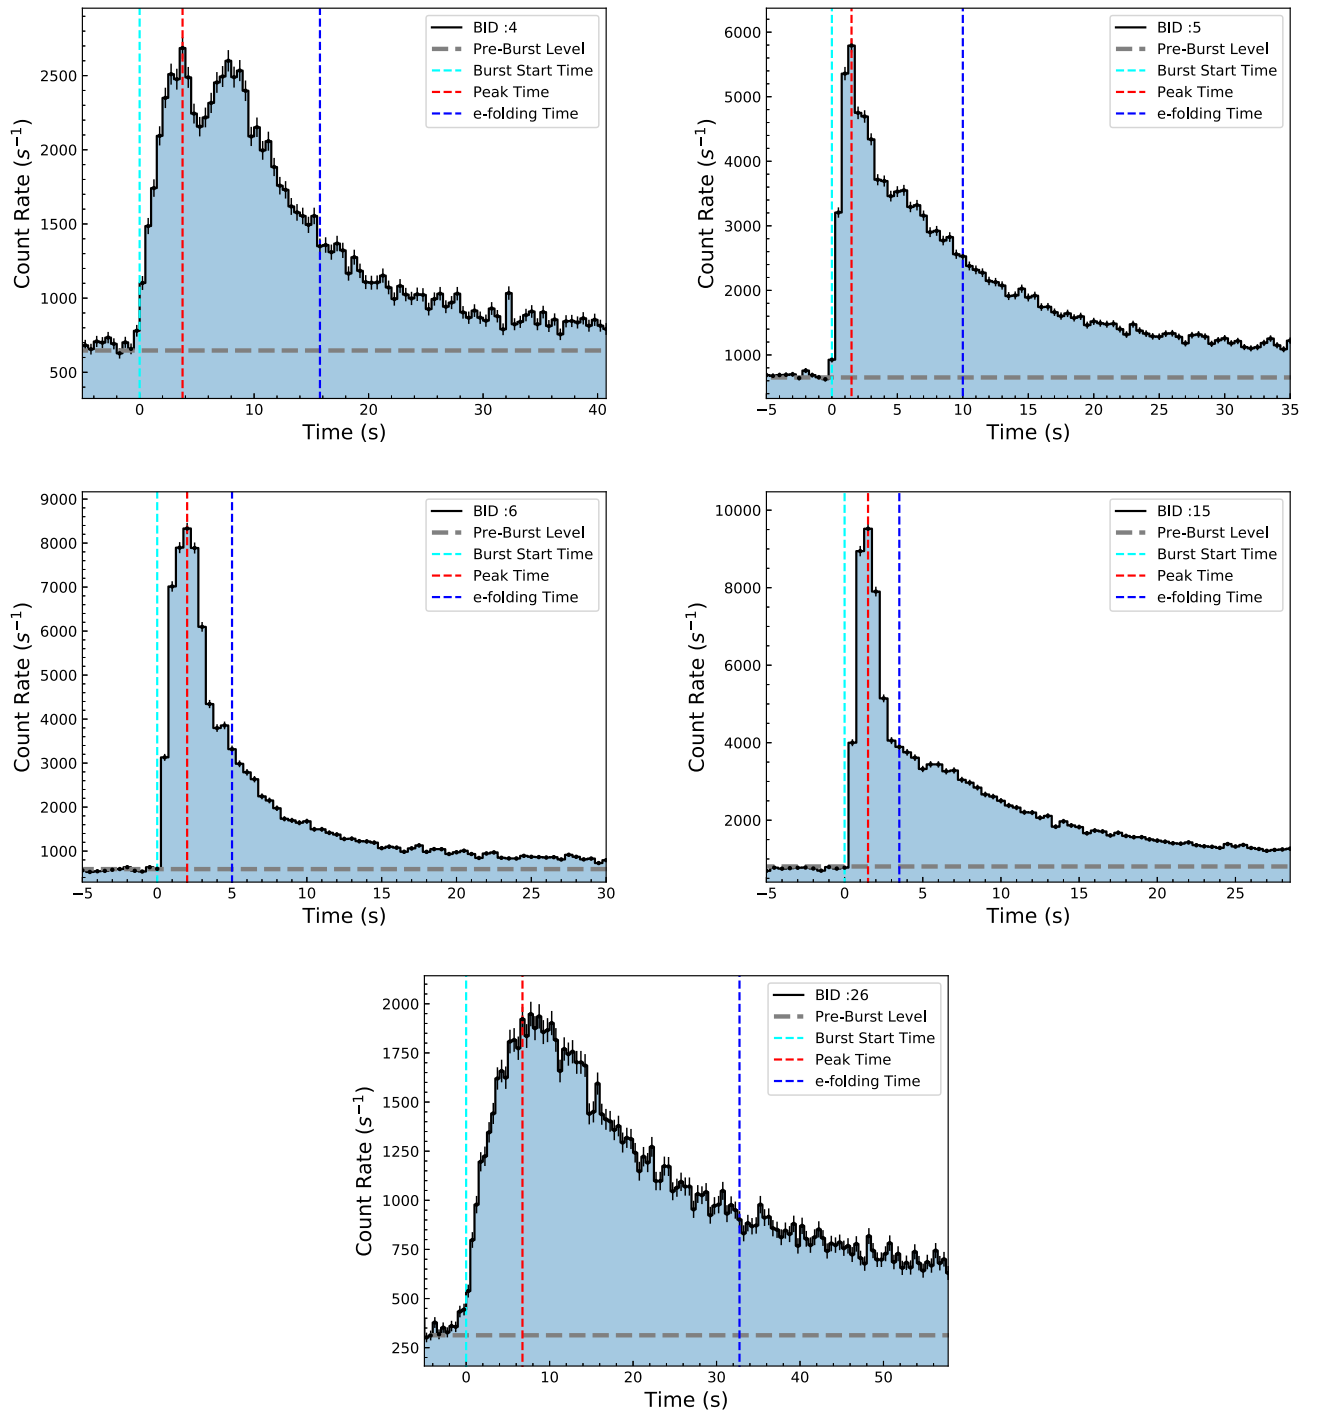 BID :4
Pre-Burst Level
Burst Start Time
Peak Time
e-folding Time
Count Rate (s⁻¹)
2500
2000
1500
1000
500
0 10 20 30 40
Time (s)
BID :5
Pre-Burst Level
Burst Start Time
Peak Time
e-folding Time
Count Rate (s⁻¹)
6000
5000
4000
3000
2000
1000
−5 0 5 10 15 20 25 30 35
Time (s)
BID :6
Pre-Burst Level
Burst Start Time
Peak Time
e-folding Time
Count Rate (s⁻¹)
9000
8000
7000
6000
5000
4000
3000
2000
1000
−5 0 5 10 15 20 25 30
Time (s)
BID :15
Pre-Burst Level
Burst Start Time
Peak Time
e-folding Time
Count Rate (s⁻¹)
10000
8000
6000
4000
2000
−5 0 5 10 15 20 25
Time (s)
BID :26
Pre-Burst Level
Burst Start Time
Peak Time
e-folding Time
Count Rate (s⁻¹)
2000
1750
1500
1250
1000
750
500
250
0 10 20 30 40 50
Time (s)